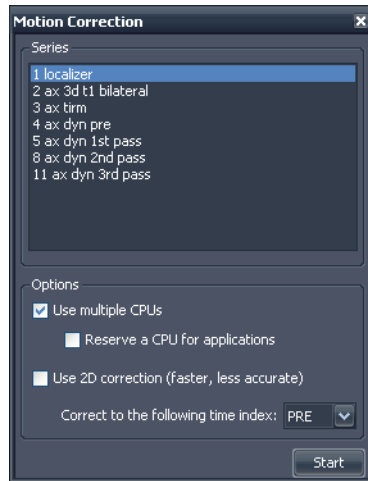 Motion Correction
Series
1 localizer
2 ax 3d t1 bilateral
3 ax tirm
4 ax dyn pre
5 ax dyn 1st pass
8 ax dyn 2nd pass
11 ax dyn 3rd pass
Options
Use multiple CPUs
Reserve a CPU for applications
Use 2D correction (faster, less accurate)
Correct to the following time index: PRE
Start